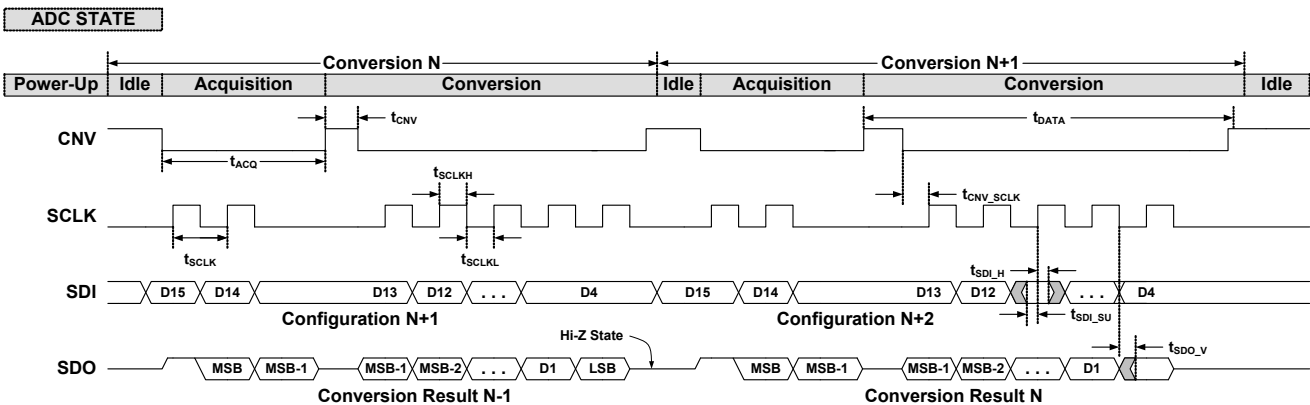 ADC STATE
Conversion N Conversion N+1
Power-Up Idle Acquisition Conversion Idle Acquisition Conversion Idle
CNV tCNV tDATA
tACQ
tSCLKH
SCLK tCNV_SCLK
tSCLK tSCLKL
tSDI_H
SDI D15 D14 D13 D12 . . . D4 D15 D14 D13 D12 . . . D4
Configuration N+1 Configuration N+2 tSDI_SU
Hi-Z State
tSDO_V
SDO MSB MSB-1 MSB-1 MSB-2 . . . D1 LSB MSB MSB-1 MSB-1 MSB-2 . . . D1
Conversion Result N-1 Conversion Result N